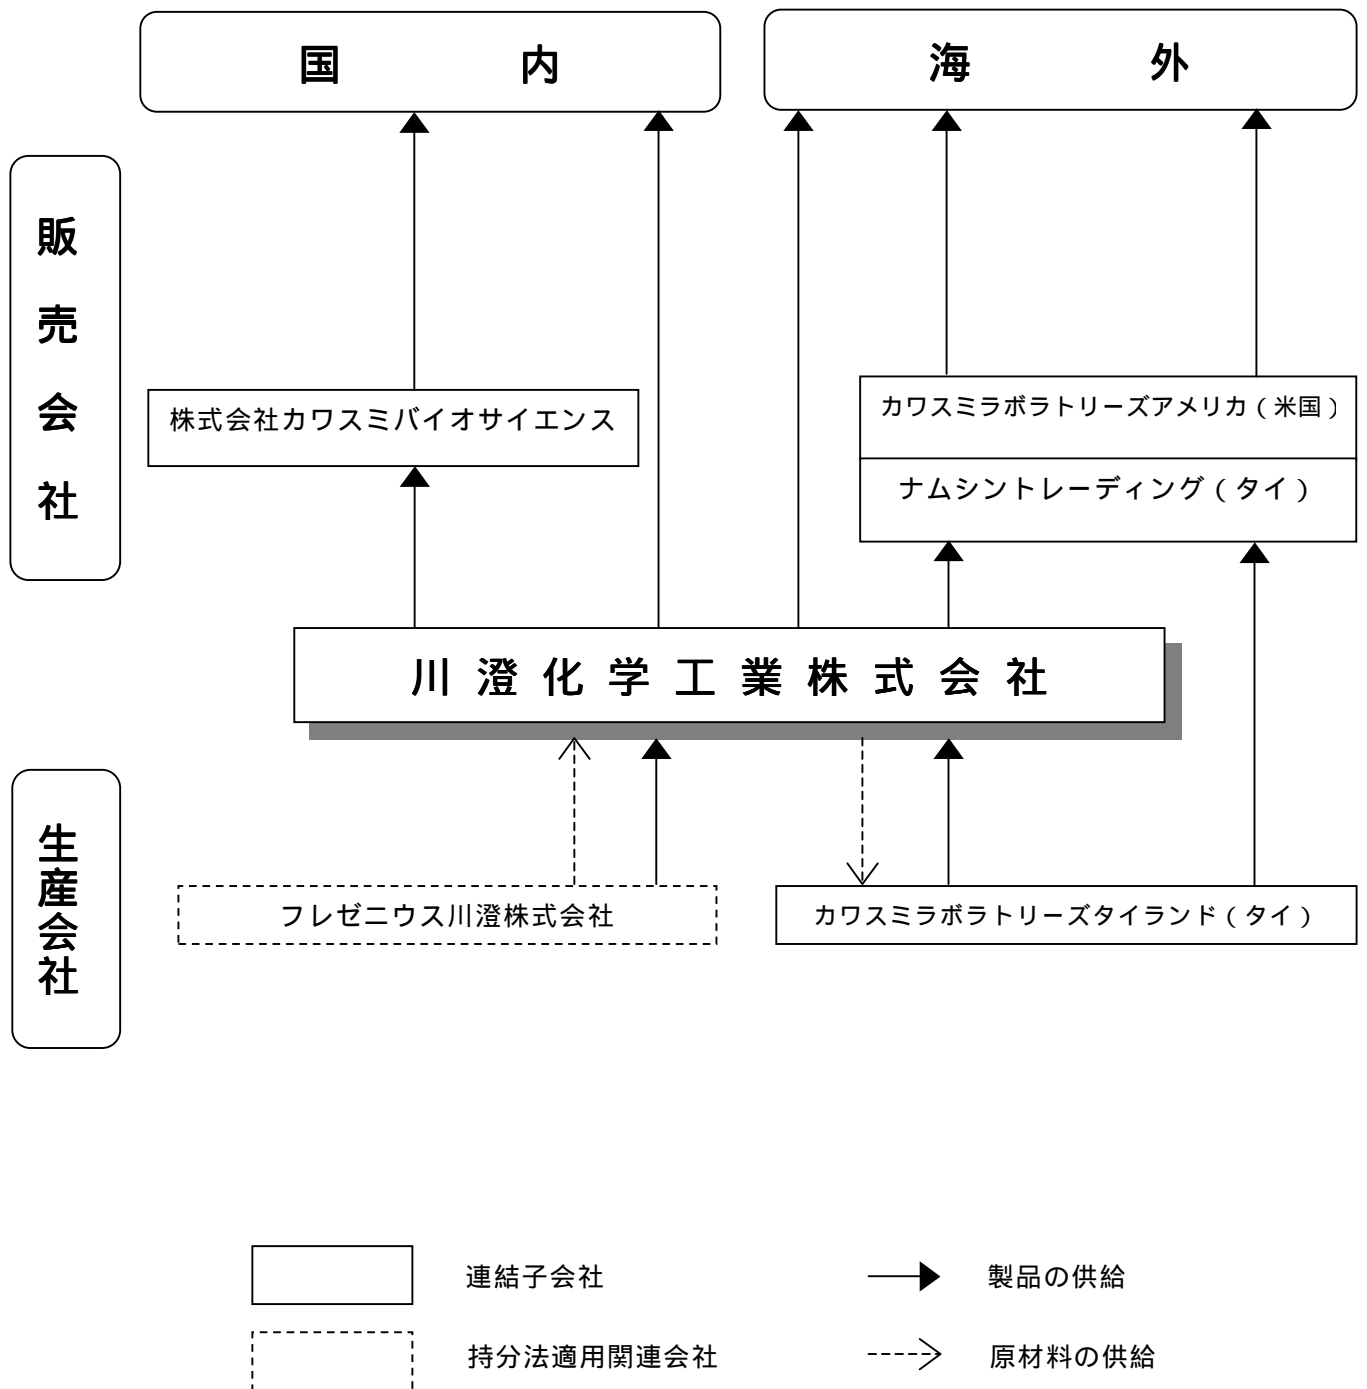 国内
海外
販売会社
株式会社カワスミバイオサイエンス
カワスミラボラトリーズアメリカ（米国）
ナムシントレーディング（タイ）
川澄化学工業株式会社
生産会社
フレゼニウス川澄株式会社
カワスミラボラトリーズタイランド（タイ）
連結子会社
製品の供給
持分法適用関連会社
原材料の供給